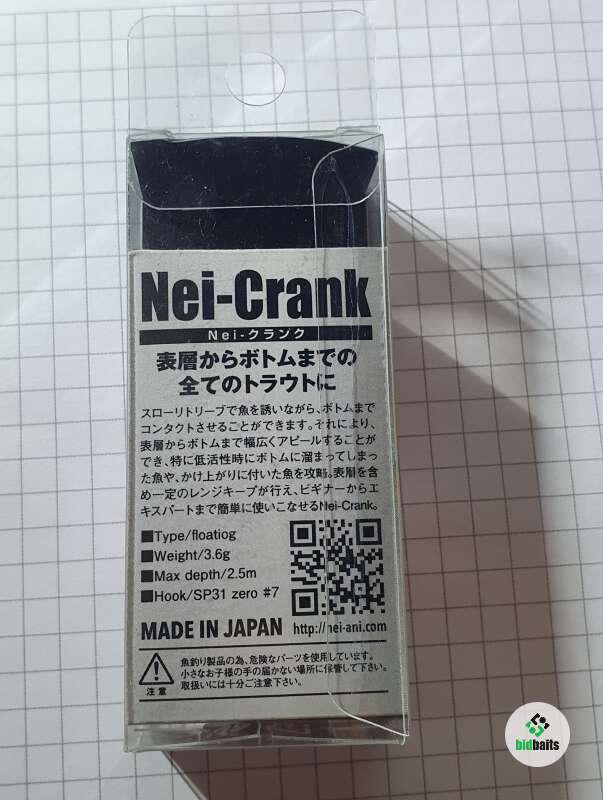 Nei-Crank
Nei-クランク
表層からボトムまでの
全てのトラウトに
スローリトリーブで魚を誘いながら、ボトムまで
コンタクトさせることができます。それにより、
表層からボトムまで幅広くアピールすることが
でき、特に低活性時にボトムに溜まってしまっ
た魚や、かけ上がりに付いた魚を攻略。表層を含
め一定のレンジキープが行え、ビギナーからエ
キスパートまで簡単に使いこなせるNei-Crank。
■Type/floatiog
■Weight/3.6g
■Max depth/2.5m
■Hook/SP31 zero #7
MADE IN JAPAN http://nei-ani.com
魚釣り製品の為、危険なパーツを使用しています。
小さなお子様の手の届かない場所に保管して下さい。
取扱いには十分ご注意下さい。
注意
bidbaits